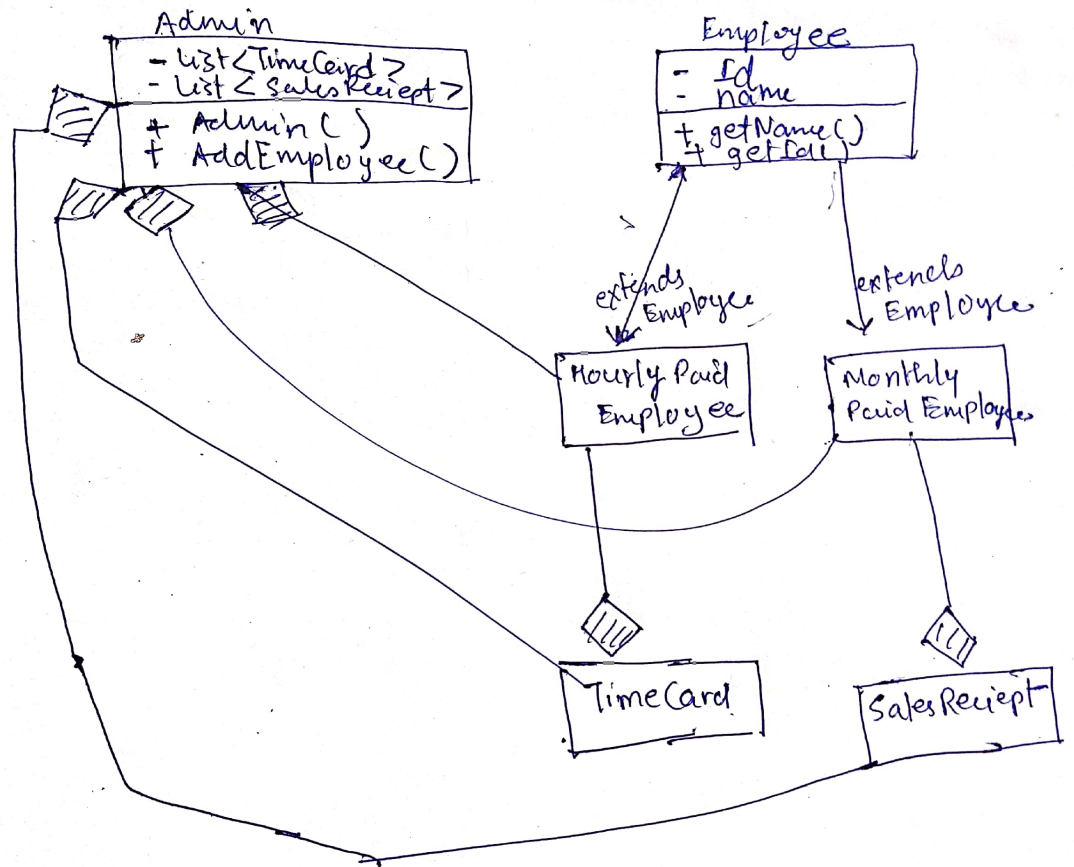 Admin
- List<TimeCard>
- List<SalesReciept>
+ Admin()
+ AddEmployee()
Employee
- Id
- name
+ getName()
+ getId()
extends
Employee
extends
Employee
Hourly Paid
Employee
Monthly
Paid Employee
TimeCard
SalesReciept